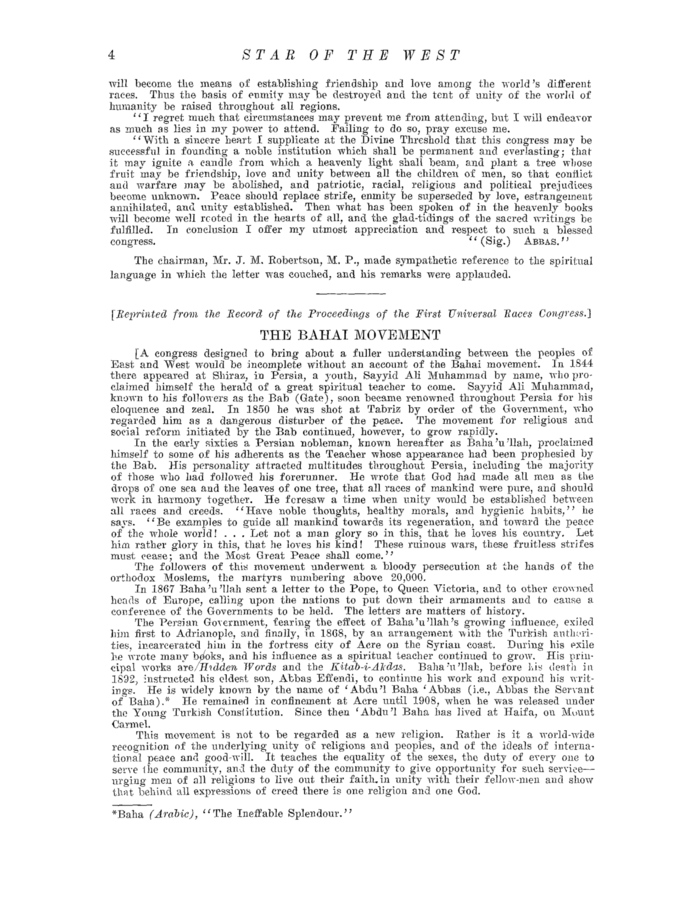 4
STAR OF THE WEST
will become the means of establishing friendship and love among the world's different
races. Thus the basis of enmity may be destroyed and the tent of unity of the world of
humanity be raised throughout all regions.
"I regret much that circumstances may prevent me from attending, but I will endeavor
as much as lies in my power to attend. Failing to do so, pray excuse me.
"With a sincere heart I supplicate at the Divine Threshold that this congress may be
successful in founding a noble institution which shall be permanent and everlasting; that
it may ignite a candle from which a heavenly light shall beam, and plant a tree whose
fruit may be friendship, love and unity between all the children of men, so that conflict
and warfare may be abolished, and patriotic, racial, religious and political prejudices
become unknown. Peace should replace strife, enmity be superseded by love, estrangement
annihilated, and unity established. Then what has been spoken of in the heavenly books
will become well rooted in the hearts of all, and the glad-tidings of the sacred writings be
fulfilled. In conclusion I offer my utmost appreciation and respect to such a blessed
congress. "(Sig.) ABBAS."
The chairman, Mr. J. M. Robertson, M. P., made sympathetic reference to the spiritual
language in which the letter was couched, and his remarks were applauded.
[Reprinted from the Record of the Proceedings of the First Universal Races Congress.]
THE BAHAI MOVEMENT
[A congress designed to bring about a fuller understanding between the peoples of
East and West would be incomplete without an account of the Bahai movement. In 1844
there appeared at Shiraz, in Persia, a youth, Sayyid Ali Muhammad by name, who pro-
claimed himself the herald of a great spiritual teacher to come. Sayyid Ali Muhammad,
known to his followers as the Bab (Gate), soon became renowned throughout Persia for his
eloquence and zeal. In 1850 he was shot at Tabriz by order of the Government, who
regarded him as a dangerous disturber of the peace. The movement for religious and
social reform initiated by the Bab continued, however, to grow rapidly.
In the early sixties a Persian nobleman, known hereafter as Baha'u'llah, proclaimed
himself to some of his adherents as the Teacher whose appearance had been prophesied by
the Bab. His personality attracted multitudes throughout Persia, including the majority
of those who had followed his forerunner. He wrote that God had made all men as the
drops of one sea and the leaves of one tree, that all races of mankind were pure, and should
work in harmony together. He foresaw a time when unity would be established between
all races and creeds. "Have noble thoughts, healthy morals, and hygienic habits," he
says. "Be examples to guide all mankind towards its regeneration, and toward the peace
of the whole world! . . . Let not a man glory so in this, that he loves his country. Let
him rather glory in this, that he loves his kind! These ruinous wars, these fruitless strifes
must cease; and the Most Great Peace shall come."
The followers of this movement underwent a bloody persecution at the hands of the
orthodox Moslems, the martyrs numbering above 20,000.
In 1867 Baha'u'llah sent a letter to the Pope, to Queen Victoria, and to other crowned
heads of Europe, calling upon the nations to put down their armaments and to cause a
conference of the Governments to be held. The letters are matters of history.
The Persian Government, fearing the effect of Baha'u'llah's growing influence, exiled
him first to Adrianople, and finally, in 1868, by an arrangement with the Turkish authori-
ties, incarcerated him in the fortress city of Acre on the Syrian coast. During his exile
he wrote many books, and his influence as a spiritual teacher continued to grow. His prin-
cipal works are Hidden Words and the Kitab-i-Akdas. Baha'u'llah, before his death in
1892, instructed his eldest son, Abbas Effendi, to continue his work and expound his writ-
ings. He is widely known by the name of 'Abdu'l Baha 'Abbas (i.e., Abbas the Servant
of Baha).* He remained in confinement at Acre until 1908, when he was released under
the Young Turkish Constitution. Since then 'Abdu'l Baha has lived at Haifa, on Mount
Carmel.
This movement is not to be regarded as a new religion. Rather is it a world-wide
recognition of the underlying unity of religions and peoples, and of the ideals of interna-
tional peace and good-will. It teaches the equality of the sexes, the duty of every one to
serve the community, and the duty of the community to give opportunity for such service—
urging men of all religions to live out their faith in unity with their fellow-men and show
that behind all expressions of creed there is one religion and one God.
*Baha (Arabic), "The Ineffable Splendour."